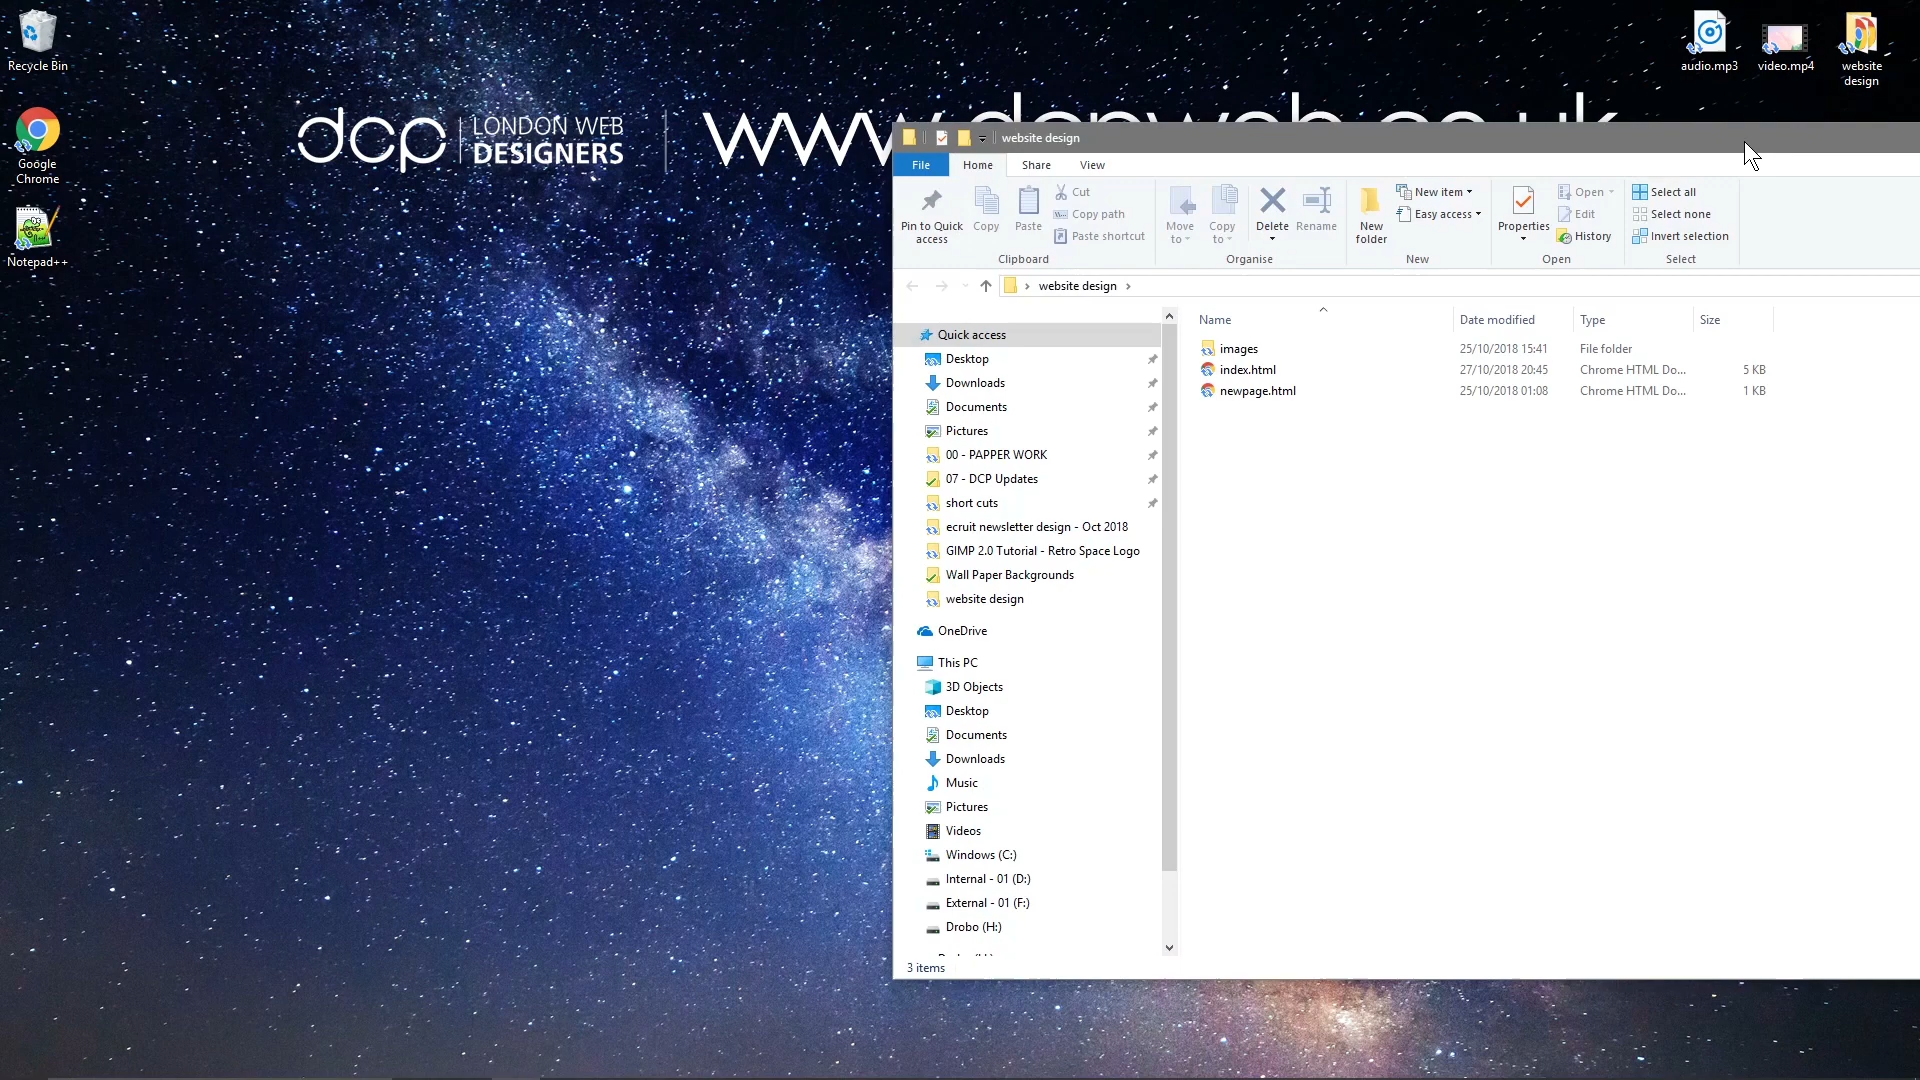 Recycle Bin
Google
Chrome
Notepad++
audio.mp3
video.mp4
website
design
dcp
LONDON WEB
DESIGNERS
www.dcpweb.co.uk
website design
File
Home
Share
View
Pin to Quick
access
Copy
Paste
Cut
Copy path
Paste shortcut
Clipboard
Move
to
Copy
to
Delete
Rename
Organise
New
folder
New item
Easy access
New
Properties
Open
Edit
History
Open
Select all
Select none
Invert selection
Select
website design
Name
Date modified
Type
Size
images
25/10/2018 15:41
File folder
index.html
27/10/2018 20:45
Chrome HTML Do...
5 KB
newpage.html
25/10/2018 01:08
Chrome HTML Do...
1 KB
Quick access
Desktop
Downloads
Documents
Pictures
00 - PAPPER WORK
07 - DCP Updates
short cuts
ecruit newsletter design - Oct 2018
GIMP 2.0 Tutorial - Retro Space Logo
Wall Paper Backgrounds
website design
OneDrive
This PC
3D Objects
Desktop
Documents
Downloads
Music
Pictures
Videos
Windows (C:)
Internal - 01 (D:)
External - 01 (F:)
Drobo (H:)
3 items